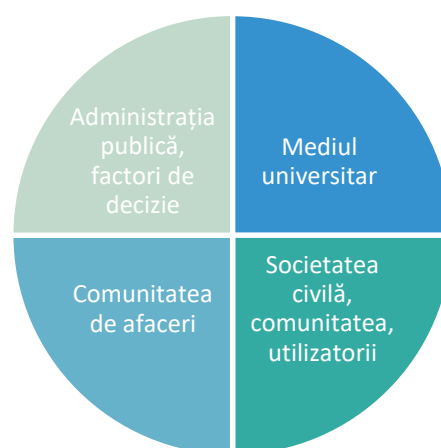 Administrația
publică,
factori de
decizie
Mediul
universitar
Comunitatea
de afaceri
Societatea
civilă,
comunitatea,
utilizatorii